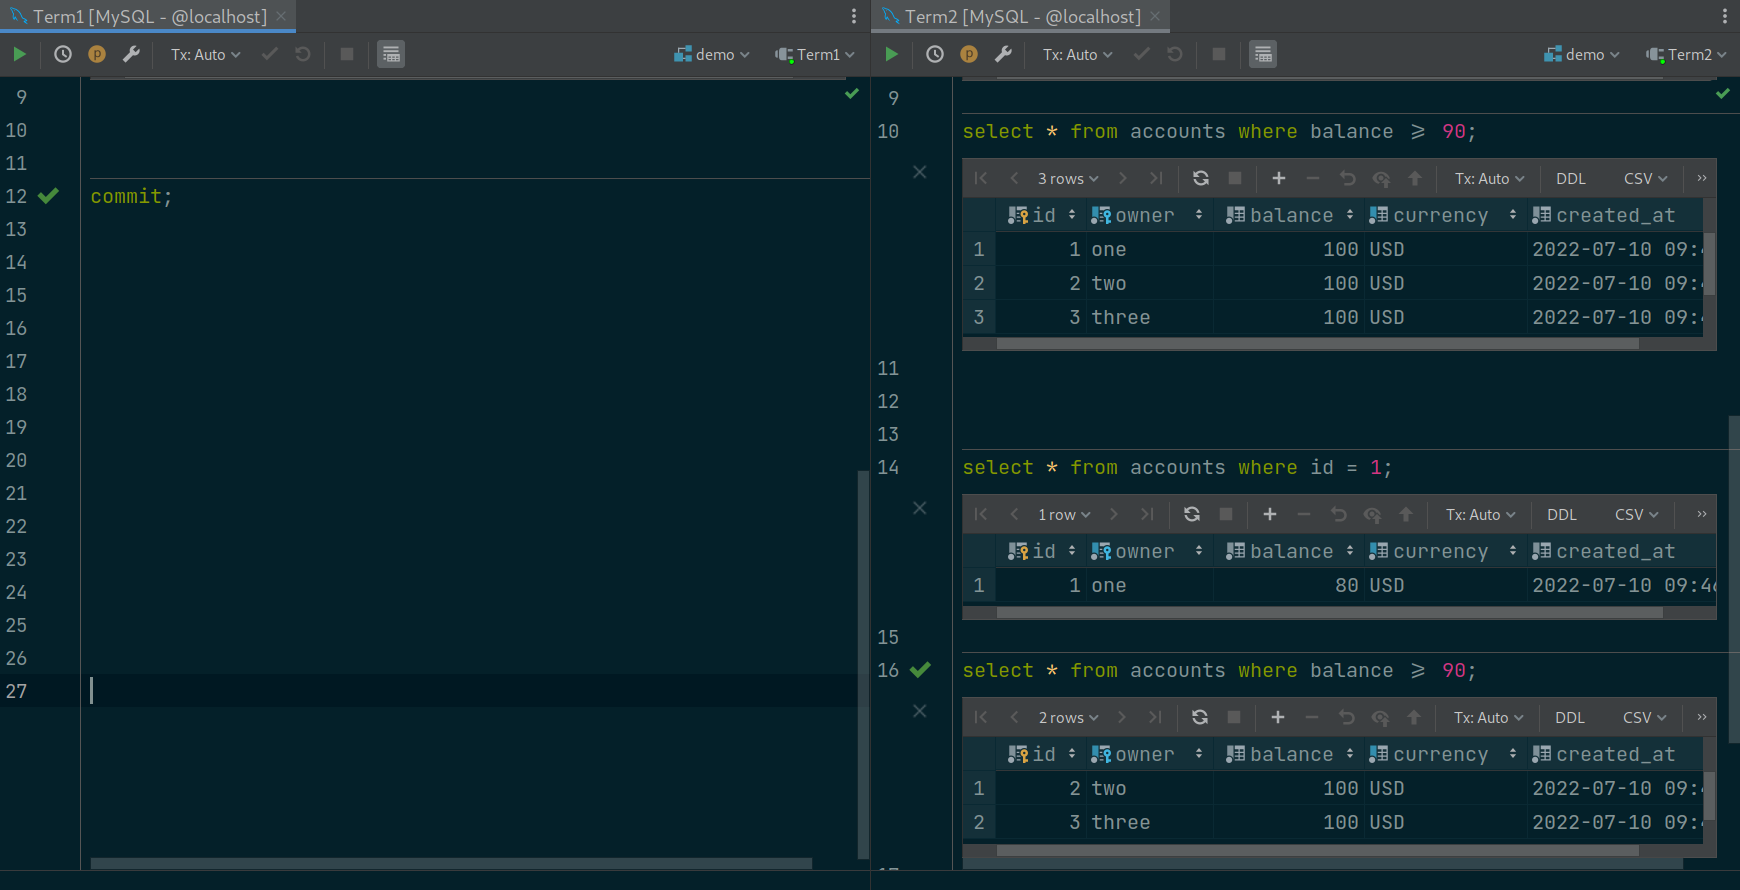 Term1 [MySQL - @localhost]
Tx: Auto demo Term1
9
10
11
12 commit;
13
14
15
16
17
18
19
20
21
22
23
24
25
26
27
Term2 [MySQL - @localhost]
P Tx: Auto demo Term2
9
10 select * from accounts where balance >= 90;
3 rows Tx: Auto DDL CSV »
id owner balance currency created_at
1 1 one 100 USD 2022-07-10 09:4
2 2 two 100 USD 2022-07-10 09:4
3 3 three 100 USD 2022-07-10 09:4
11
12
13
14 select * from accounts where id = 1;
1 row Tx: Auto DDL CSV »
id owner balance currency created_at
1 1 one 80 USD 2022-07-10 09:46
15
16 select * from accounts where balance >= 90;
2 rows Tx: Auto DDL CSV »
id owner balance currency created_at
1 2 two 100 USD 2022-07-10 09:4
2 3 three 100 USD 2022-07-10 09:4